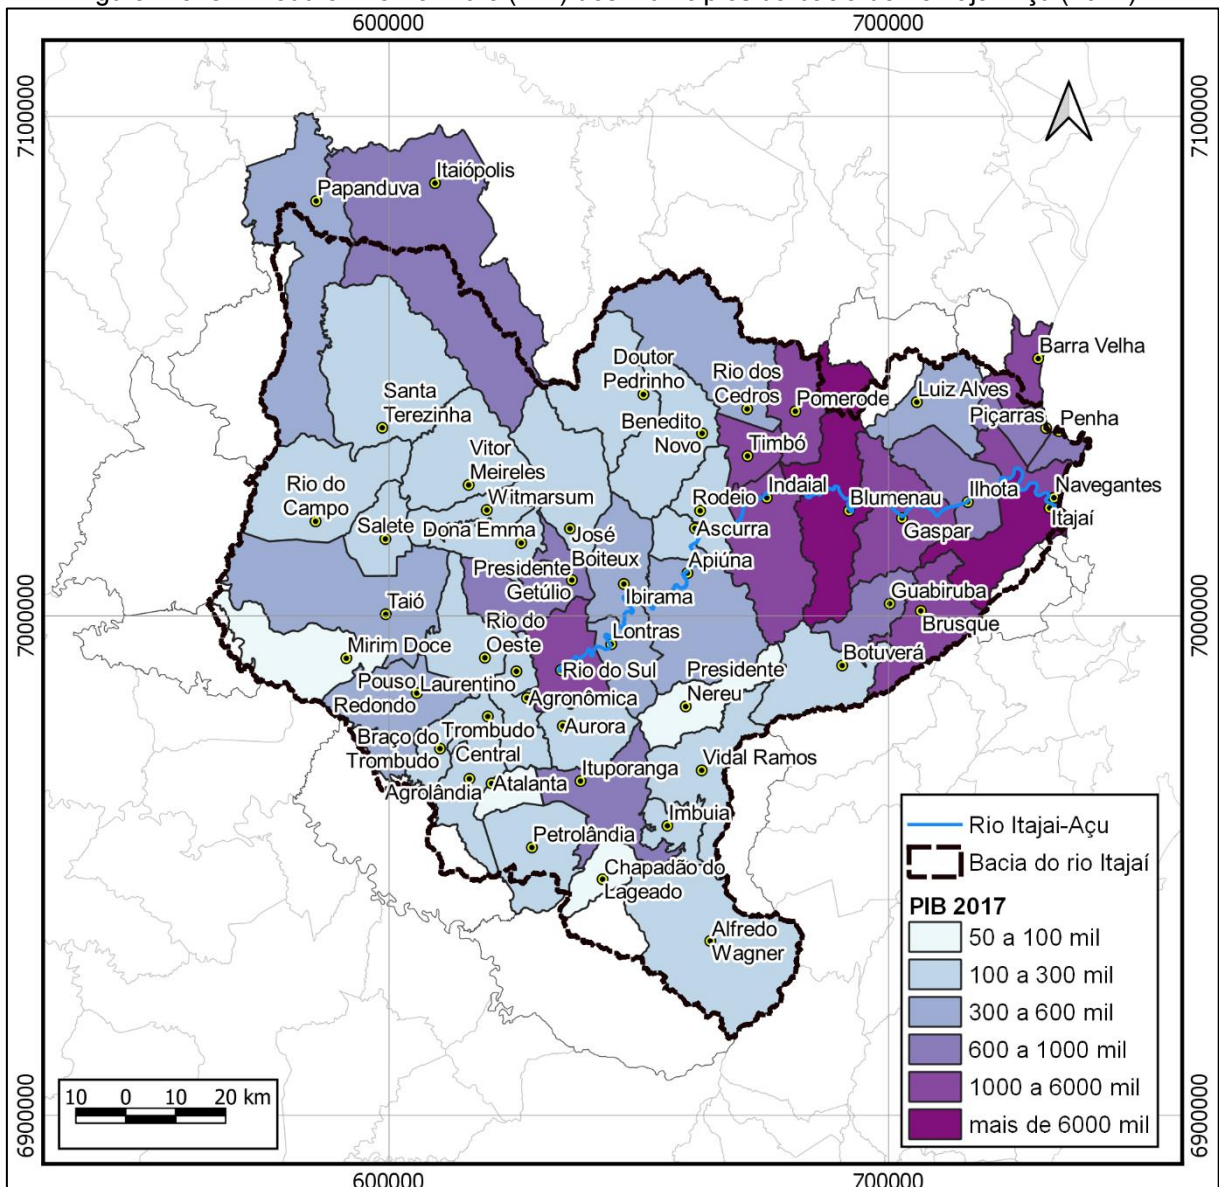 600000
700000
7100000
7100000
Itaiópolis
Papanduva
Barra Velha
Doutor
Pedrinho
Rio dos
Cedros
Luiz Alves
Santa
Terezinha
Pomerode
Piçarras
Penha
Benedito
Novo
Timbó
Vitor
Meireles
Rio do
Campo
Witmarsum
Rodeio
Indaial
Blumenau
Ilhota
Navegantes
Itajaí
Salete
Dona Emma
José
Boiteux
Ascurra
Gaspar
Apiúna
Presidente
Getúlio
Ibirama
Guabiruba
7000000
7000000
Taió
Rio do
Oeste
Lontras
Brusque
Mirim Doce
Botuverá
Pouso
Redondo
Laurentino
Rio do Sul
Presidente
Nereu
Agronômica
Braço do
Trombudo
Trombudo
Central
Aurora
Vidal Ramos
Agrolândia
Atalanta
Ituporanga
Imbuia
Petrolândia
Chapadão do
Lageado
Alfredo
Wagner
Rio Itajai-Açu
Bacia do rio Itajaí
PIB 2017
50 a 100 mil
100 a 300 mil
300 a 600 mil
600 a 1000 mil
1000 a 6000 mil
mais de 6000 mil
10 0 10 20 km
6900000
6900000
600000
700000